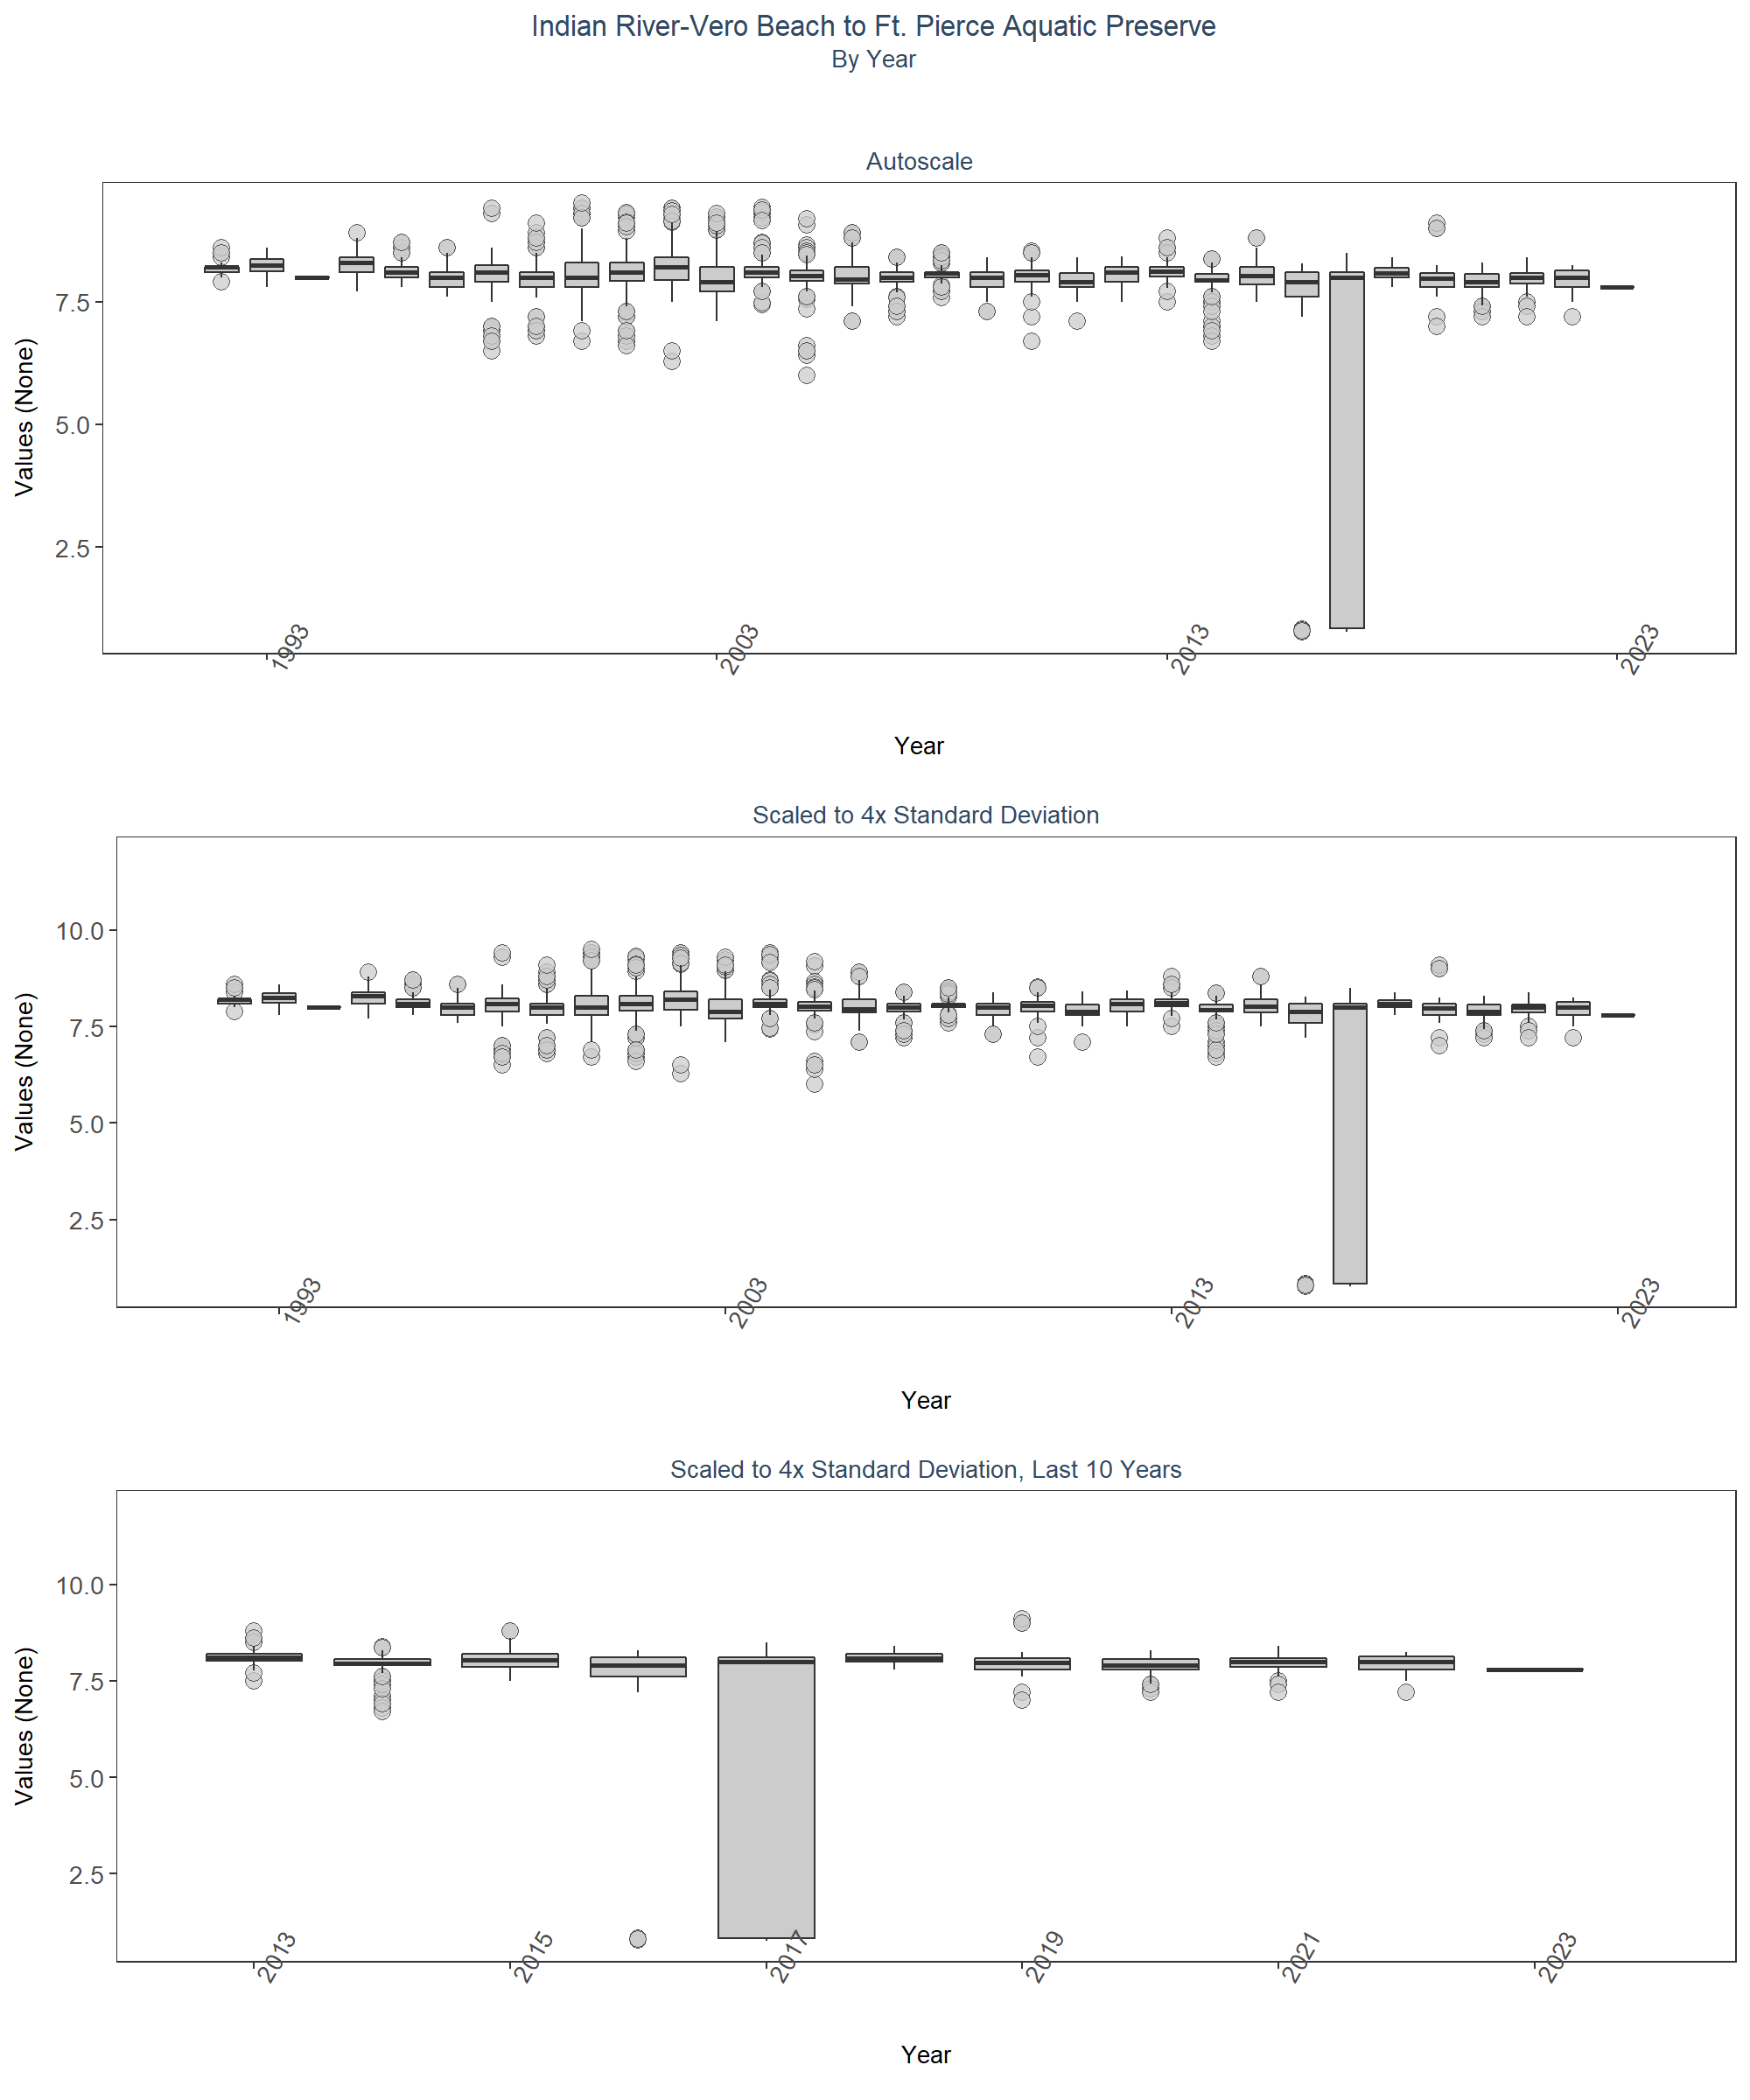 Indian River-Vero Beach to Ft. Pierce Aquatic Preserve
By Year
Autoscale
Values (None)
7.5
5.0
2.5
1993
2003
2013
2023
Year
Scaled to 4x Standard Deviation
Values (None)
10.0
7.5
5.0
2.5
1993
2003
2013
2023
Year
Scaled to 4x Standard Deviation, Last 10 Years
Values (None)
10.0
7.5
5.0
2.5
2013
2015
2017
2019
2021
2023
Year